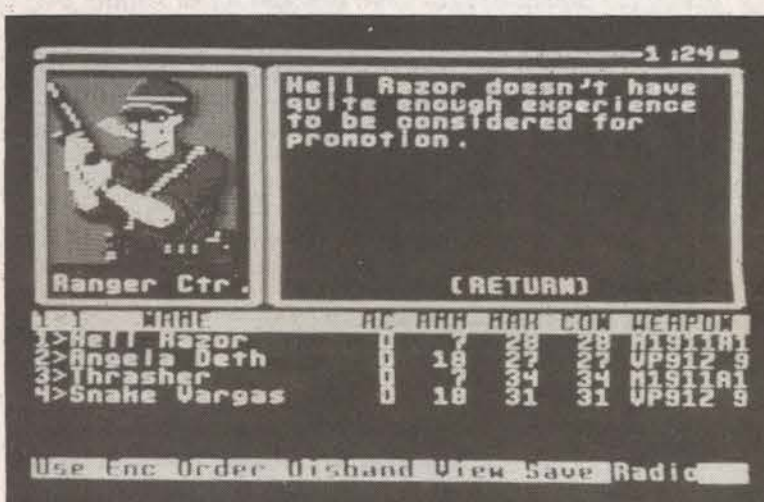 1:24
Hell Razor doesn't have
quite enough experience
to be considered for
promotion.
Ranger Ctr.
(RETURN)
NAME AC AMM MAX CON WEAPON
1>Hell Razor 0 7 28 28 M1911A1
2>Angela Deth 0 18 27 27 VP912 9
3>Thrasher 0 7 34 34 M1911A1
4>Snake Vargas 0 18 31 31 VP912 9
Use Enc Order Disband View Save Radio